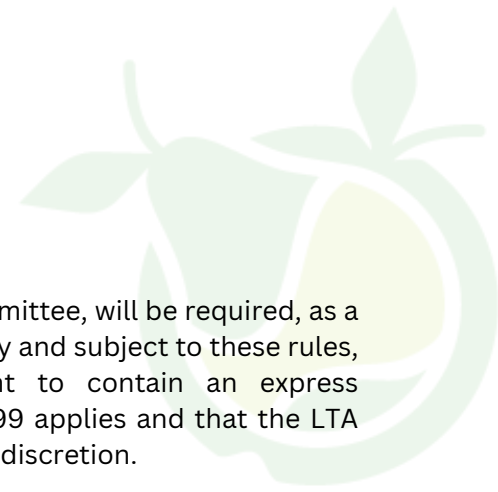 mittee, will be required, as a
y and subject to these rules,
nt to contain an express
99 applies and that the LTA
discretion.